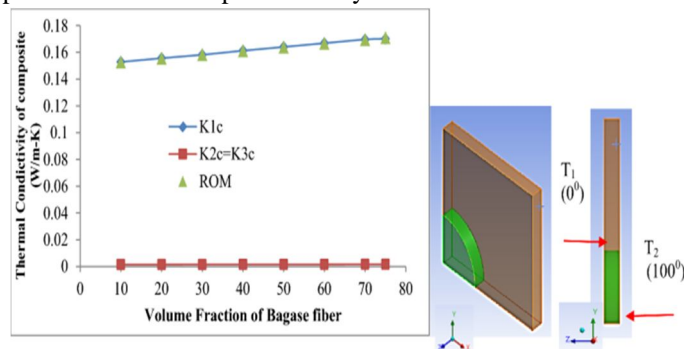 0.18
0.16
0.14
0.12
0.1
0.08
0.06
0.04
0.02
0
Thermal Condictivity of composite
(W/m-K)
K1c
K2c=K3c
ROM
0 10 20 30 40 50 60 70 80
Volume Fraction of Bagase fiber
T1
(0⁰)
T2
(100⁰)
Y
Z
X
Y
Z